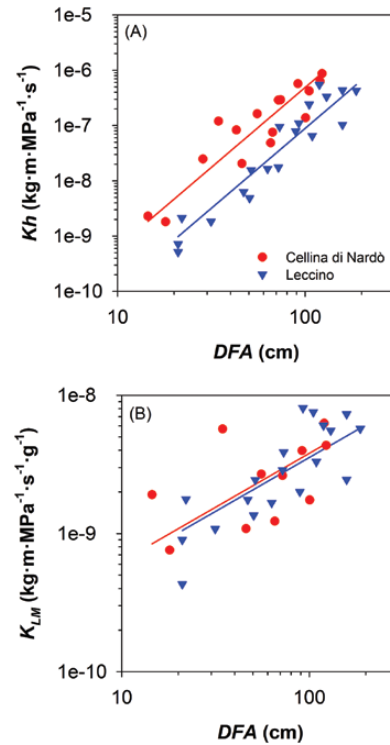 (A)
1e-5
1e-6
1e-7
1e-8
1e-9
1e-10
Kh (kg·m·MPa⁻¹·s⁻¹)
Cellina di Nardò
Leccino
10
100
DFA (cm)
(B)
1e-8
1e-9
1e-10
K_LM (kg·m·MPa⁻¹·s⁻¹·g⁻¹)
10
100
DFA (cm)